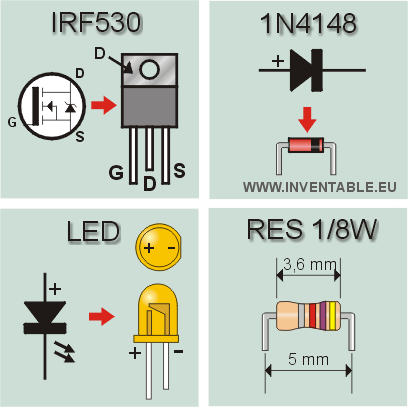 IRF530
D
D
G
S
G
D
S
1N4148
+
WWW.INVENTABLE.EU
LED
+ -
+
+
-
RES 1/8W
3,6 mm
5 mm